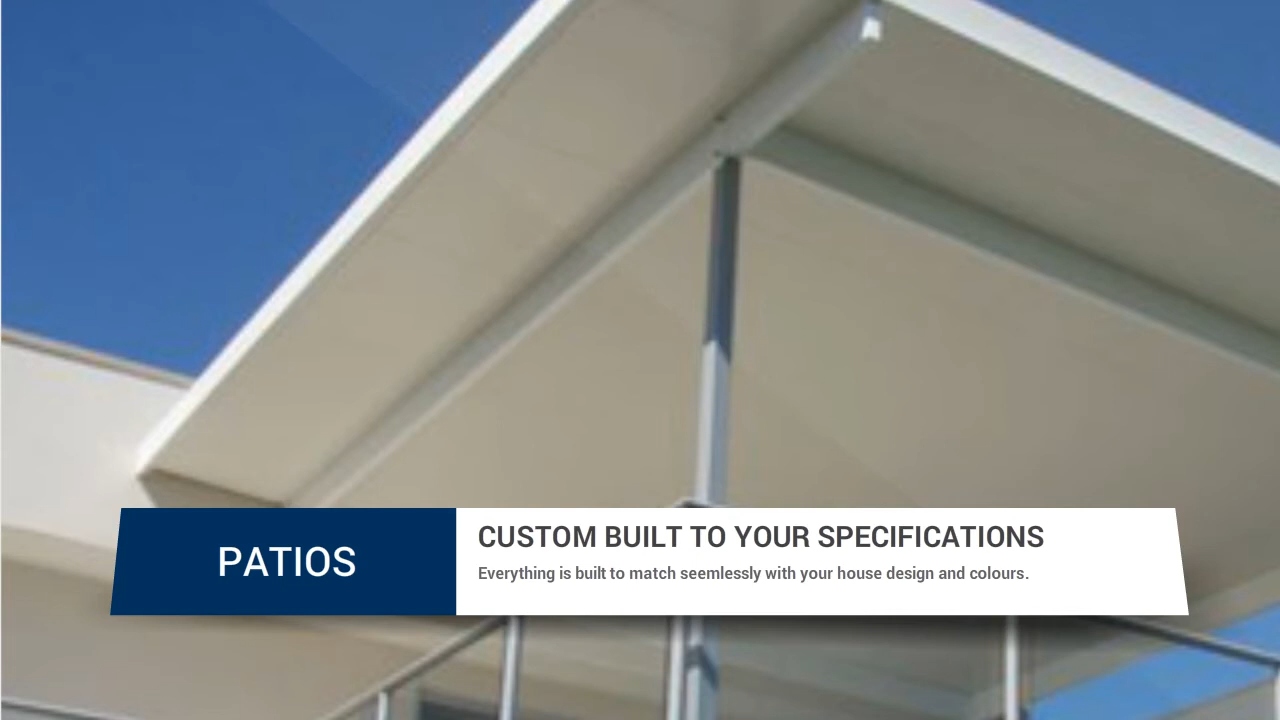 PATIOS
CUSTOM BUILT TO YOUR SPECIFICATIONS
Everything is built to match seemlessly with your house design and colours.